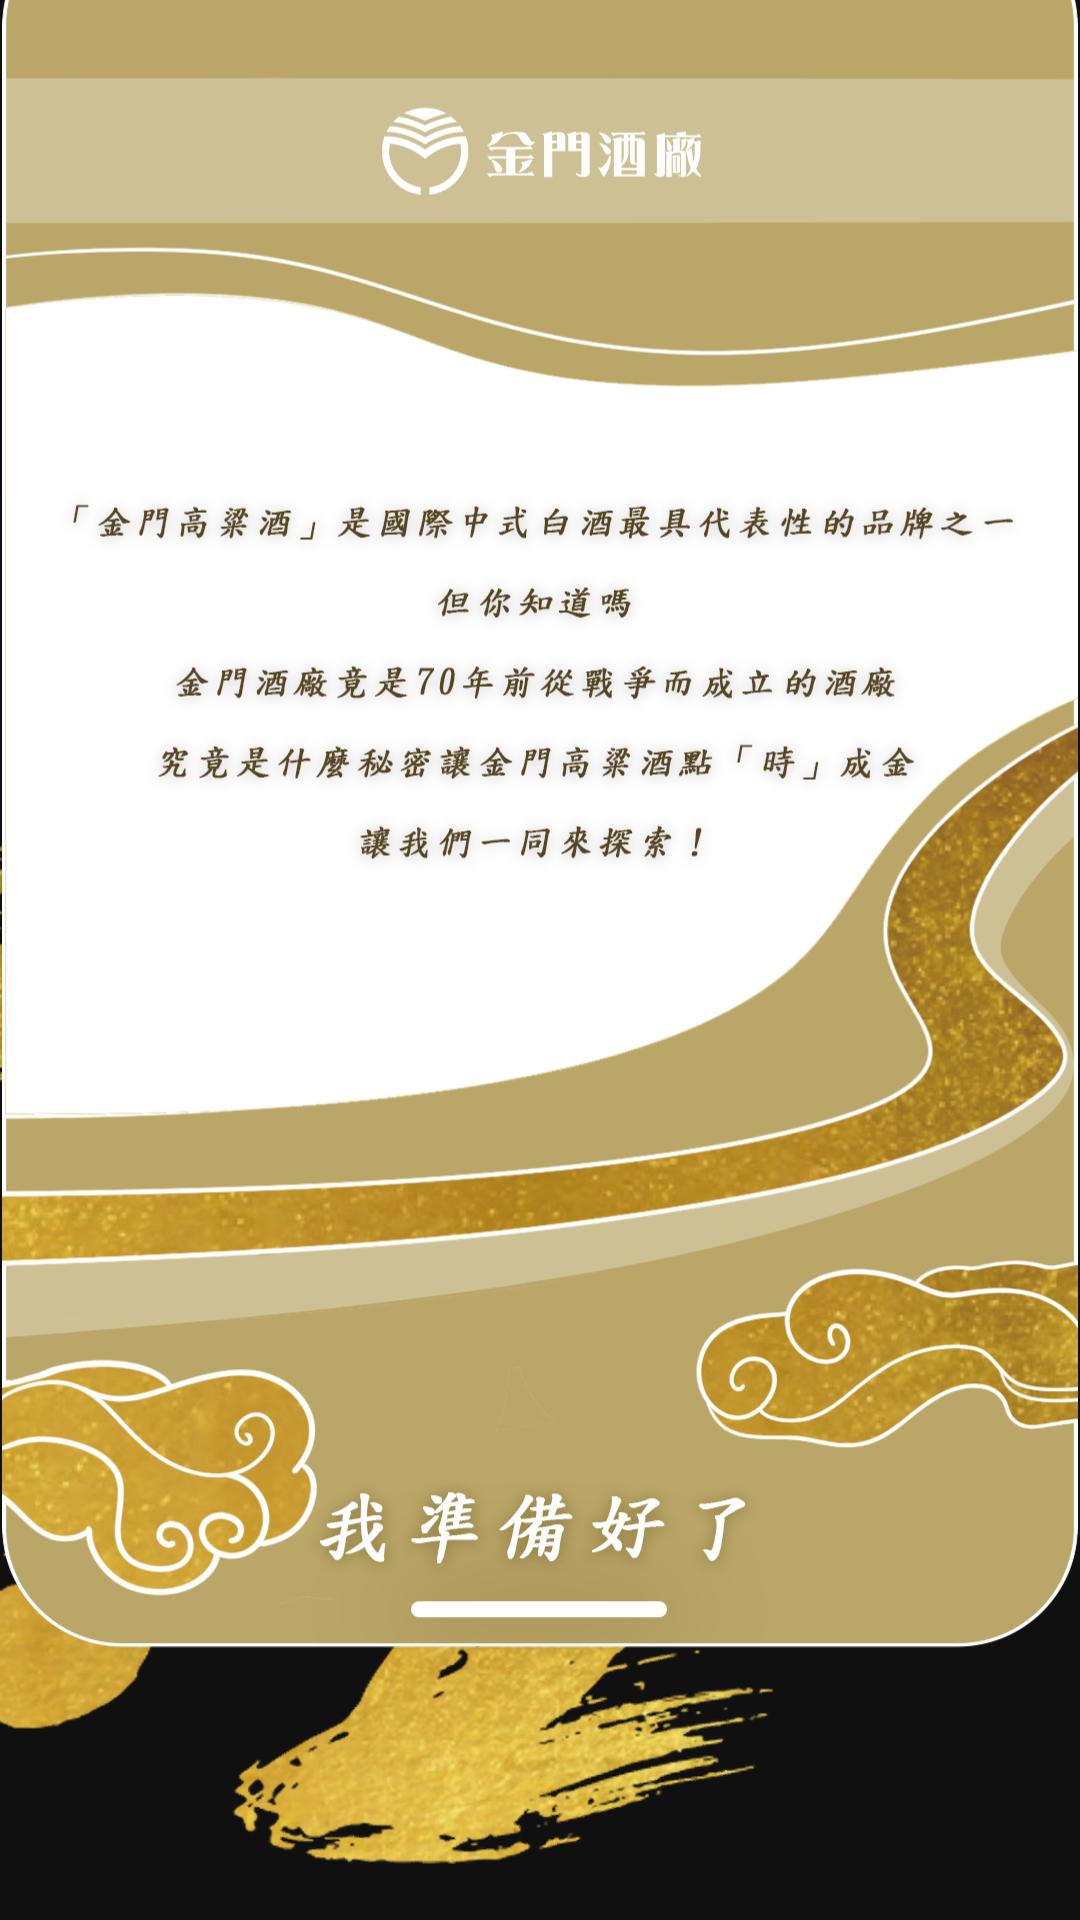 金門酒廠
「金門高粱酒」是國際中式白酒最具代表性的品牌之一
但你知道嗎
金門酒廠竟是70年前從戰爭而成立的酒廠
究竟是什麼秘密讓金門高粱酒點「時」成金
讓我們一同來探索！
我準備好了